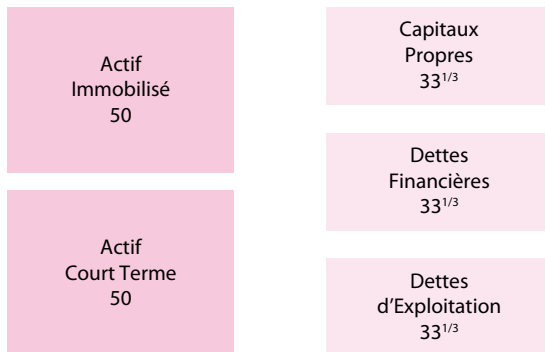 Actif
Immobilisé
50
Actif
Court Terme
50
Capitaux
Propres
33^1/3
Dettes
Financières
33^1/3
Dettes
d'Exploitation
33^1/3